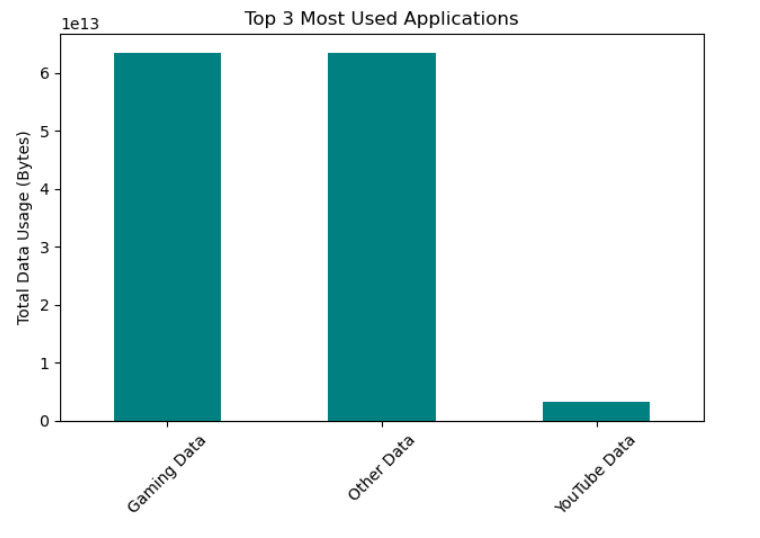 Top 3 Most Used Applications
1e13
Total Data Usage (Bytes)
6
5
4
3
2
1
0
Gaming Data
Other Data
YouTube Data